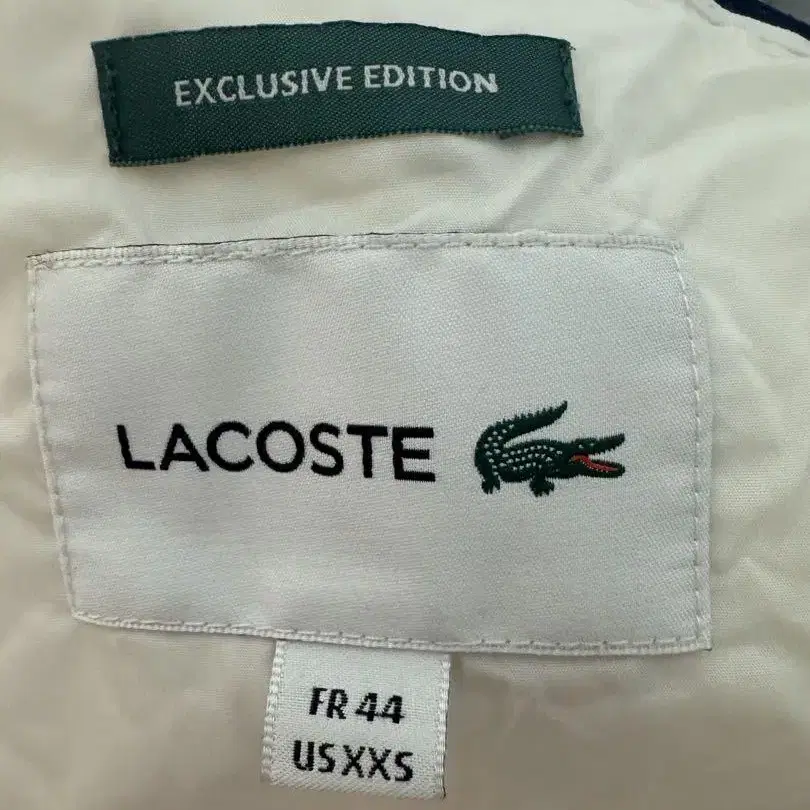 EXCLUSIVE EDITION
LACOSTE
FR 44
US XXS